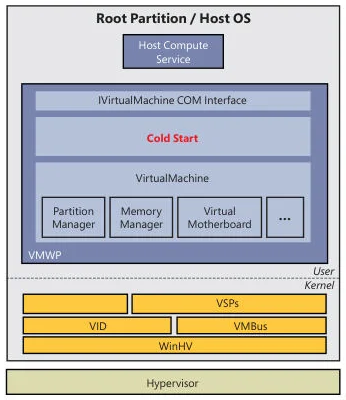 Root Partition / Host OS
Host Compute
Service
IVirtualMachine COM Interface
Cold Start
VirtualMachine
Partition
Manager
Memory
Manager
Virtual
Motherboard
...
VMWP
User
Kernel
VSPs
VID
VMBus
WinHV
Hypervisor